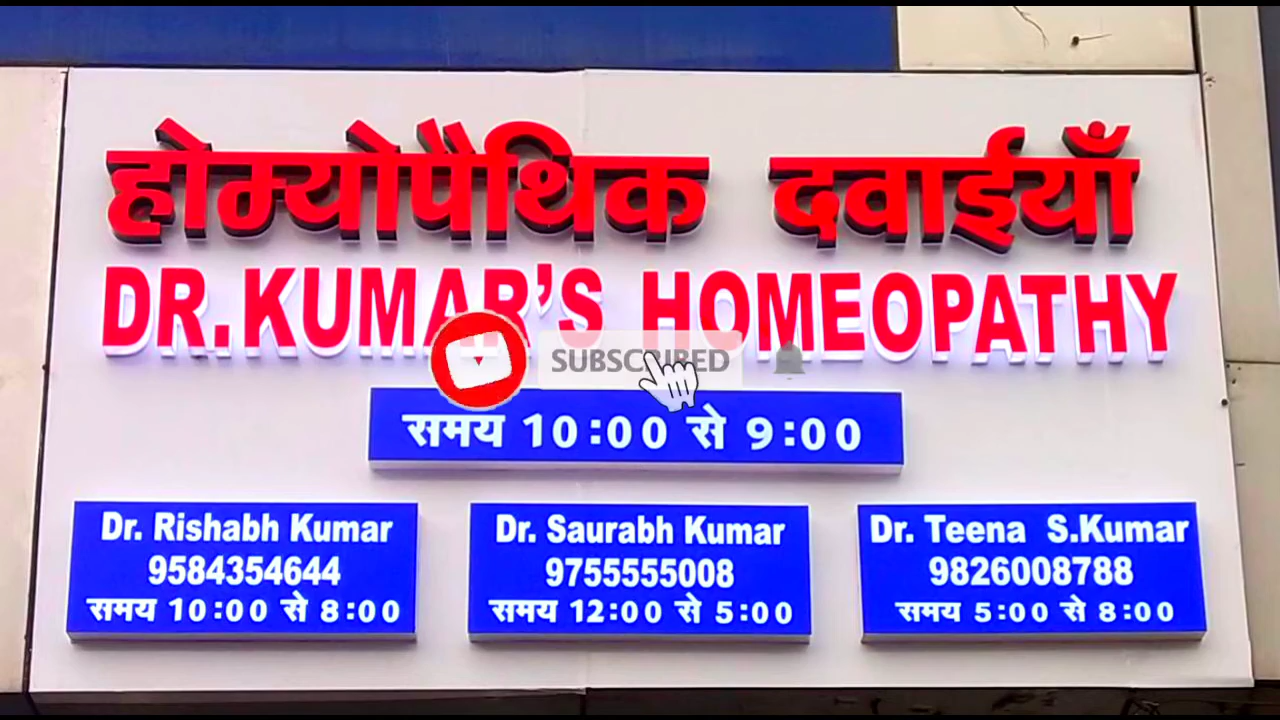 होम्योपैथिक दवाईयाँ
DR.KUMAR'S HOMEOPATHY
SUBSCRIBED
समय 10:00 से 9:00
Dr. Rishabh Kumar
9584354644
समय 10:00 से 8:00
Dr. Saurabh Kumar
9755555008
समय 12:00 से 5:00
Dr. Teena S.Kumar
9826008788
समय 5:00 से 8:00